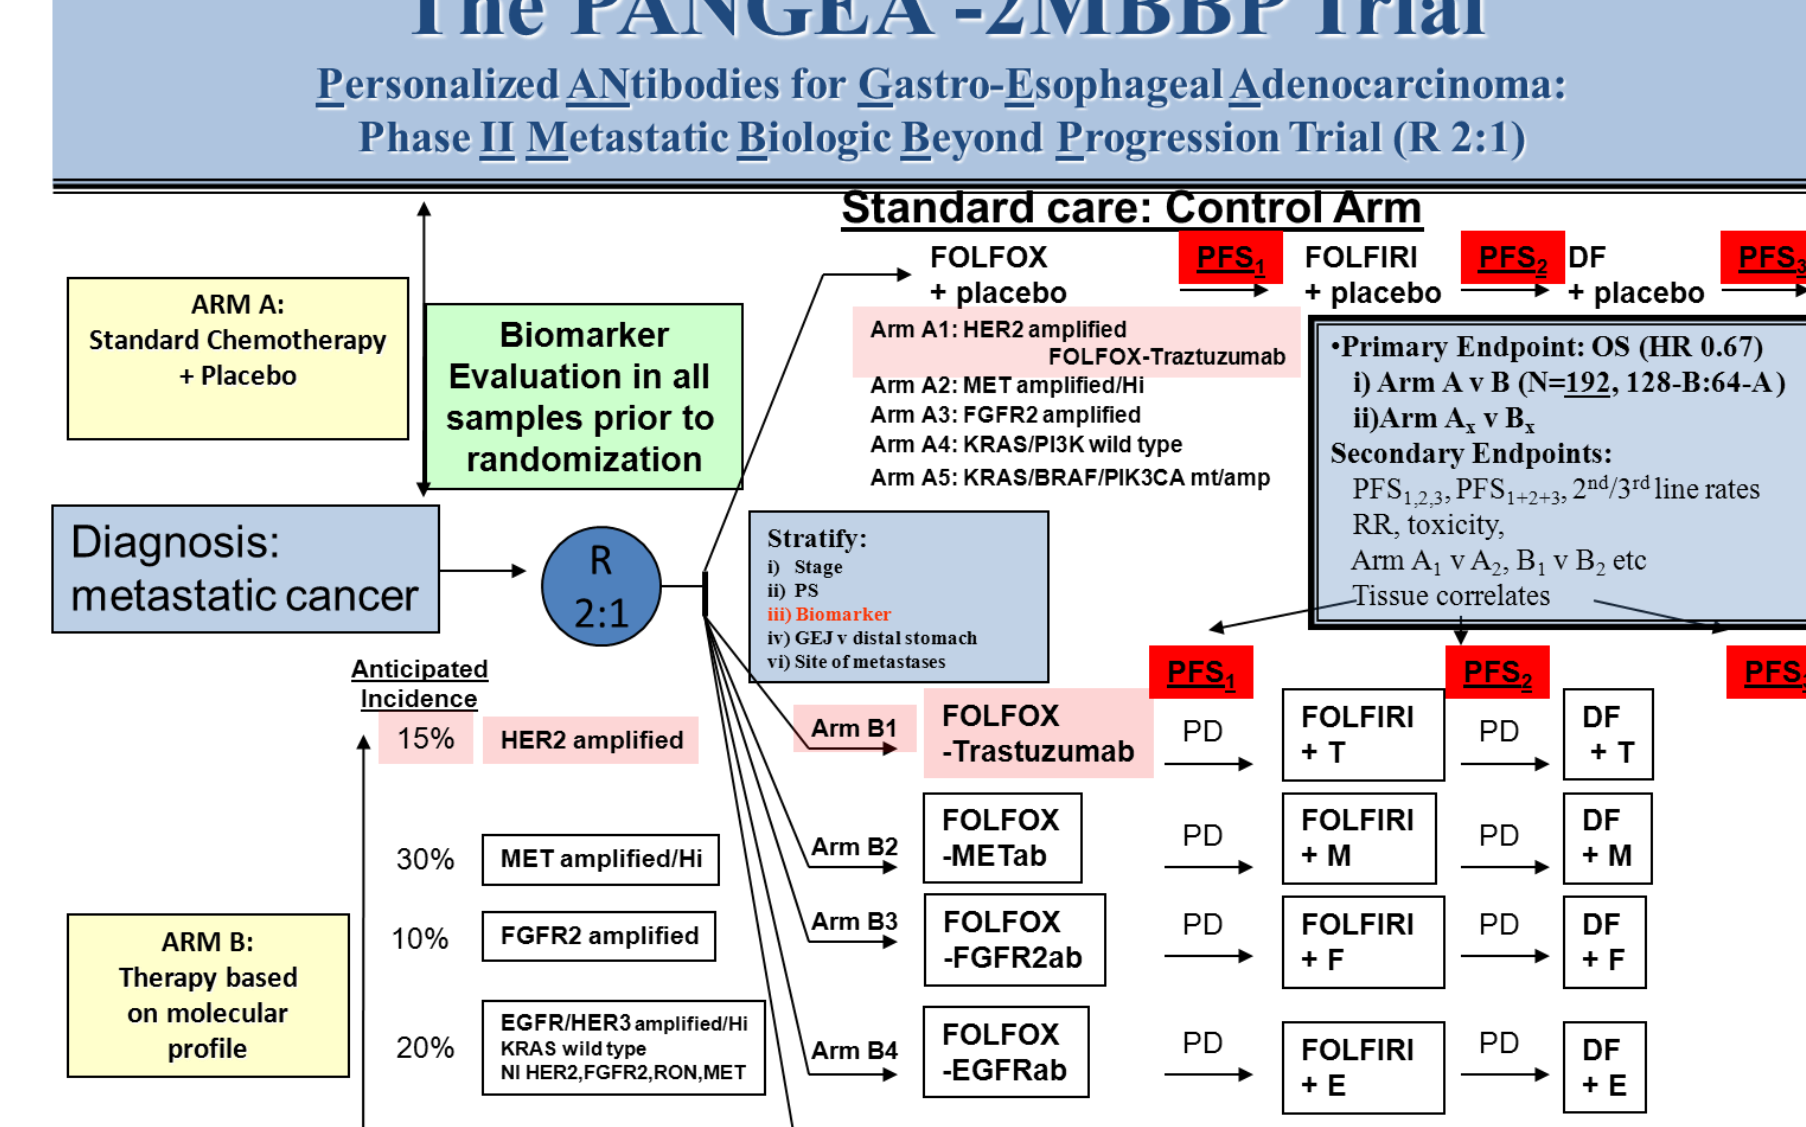 The PANGEA -2MBBP Trial
Personalized ANtibodies for Gastro-Esophageal Adenocarcinoma:
Phase II Metastatic Biologic Beyond Progression Trial (R 2:1)
Standard care: Control Arm
FOLFOX
+ placebo
PFS1
FOLFIRI
+ placebo
PFS2
DF
+ placebo
PFS3
ARM A:
Standard Chemotherapy
+ Placebo
Biomarker
Evaluation in all
samples prior to
randomization
Arm A1: HER2 amplified
FOLFOX-Traztuzumab
Arm A2: MET amplified/Hi
Arm A3: FGFR2 amplified
Arm A4: KRAS/PI3K wild type
Arm A5: KRAS/BRAF/PIK3CA mt/amp
•Primary Endpoint: OS (HR 0.67)
i) Arm A v B (N=192, 128-B:64-A)
ii)Arm Ax v Bx
Secondary Endpoints:
PFS1,2,3, PFS1+2+3, 2nd/3rd line rates
RR, toxicity,
Arm A1 v A2, B1 v B2 etc
Tissue correlates
Diagnosis:
metastatic cancer
R
2:1
Stratify:
i) Stage
ii) PS
iii) Biomarker
iv) GEJ v distal stomach
vi) Site of metastases
PFS1
PFS2
PFS
Anticipated
Incidence
15%
HER2 amplified
Arm B1
FOLFOX
-Trastuzumab
PD
FOLFIRI
+ T
PD
DF
+ T
30%
MET amplified/Hi
Arm B2
FOLFOX
-METab
PD
FOLFIRI
+ M
PD
DF
+ M
10%
FGFR2 amplified
Arm B3
FOLFOX
-FGFR2ab
PD
FOLFIRI
+ F
PD
DF
+ F
ARM B:
Therapy based
on molecular
profile
20%
EGFR/HER3 amplified/Hi
KRAS wild type
NI HER2,FGFR2,RON,MET
Arm B4
FOLFOX
-EGFRab
PD
FOLFIRI
+ E
PD
DF
+ E